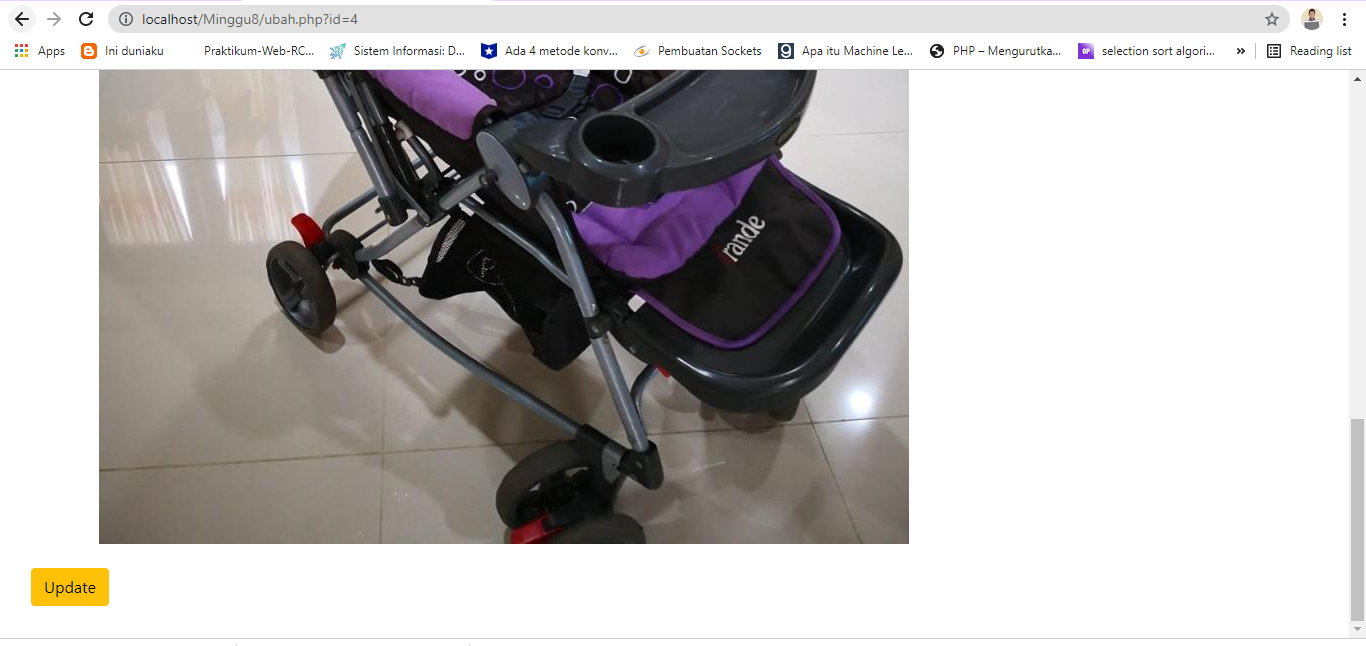 localhost/Minggu8/ubah.php?id=4
Apps Ini duniaku Praktikum-Web-RC... Sistem Informasi: D... Ada 4 metode konv... Pembuatan Sockets Apa itu Machine Le... PHP – Mengurutka... OP selection sort algori... » Reading list
rande
Update